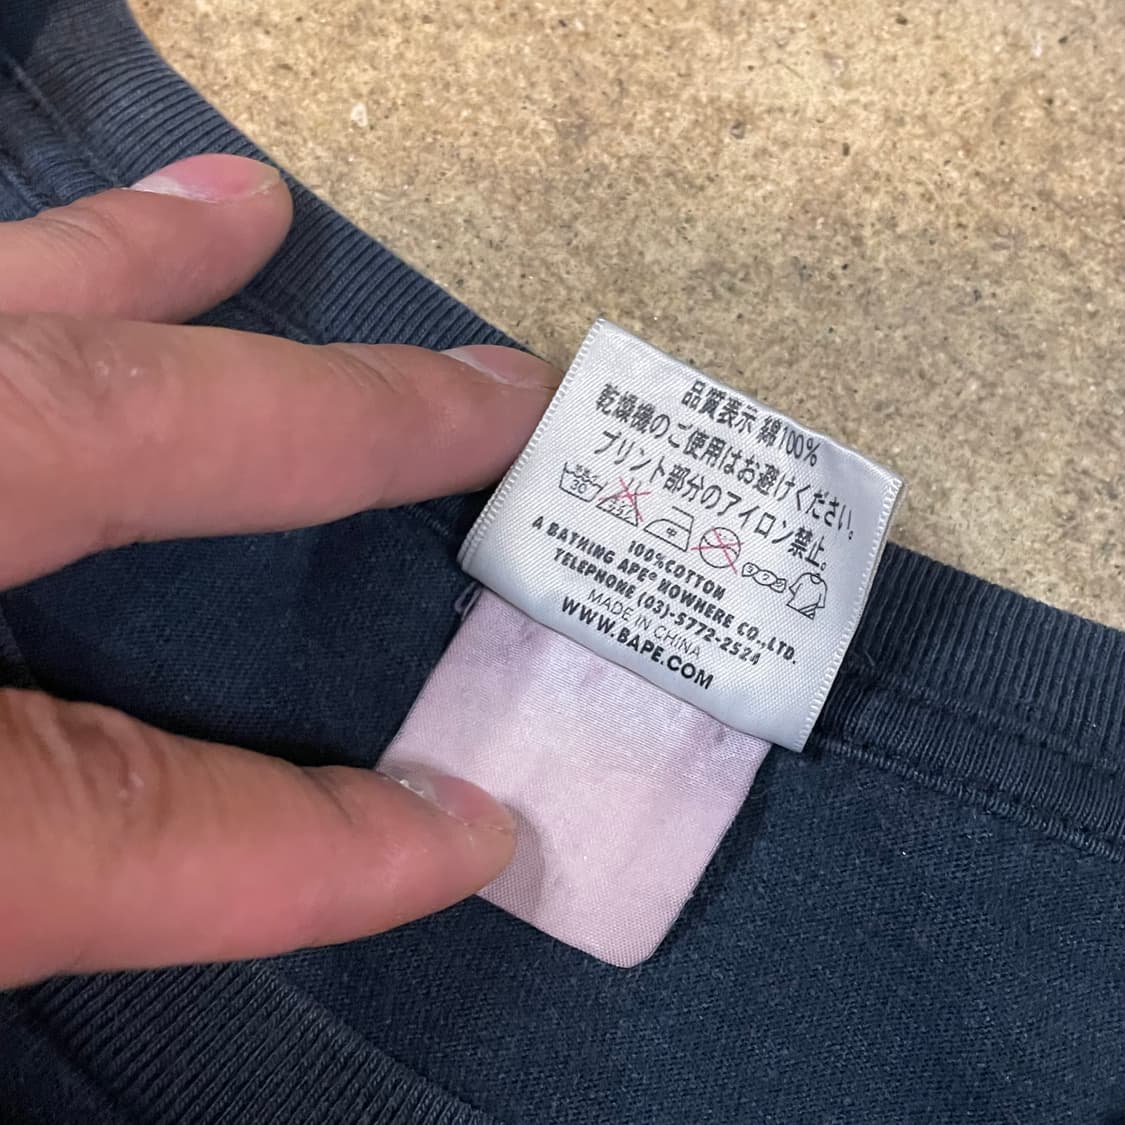 品質表示 綿100%
乾燥機のご使用はお避けください。
プリント部分のアイロン禁止。
30 中
100%COTTON
A BATHING APE® NOWHERE CO.,LTD.
TELEPHONE (03)-5772-2524
MADE IN CHINA
WWW.BAPE.COM